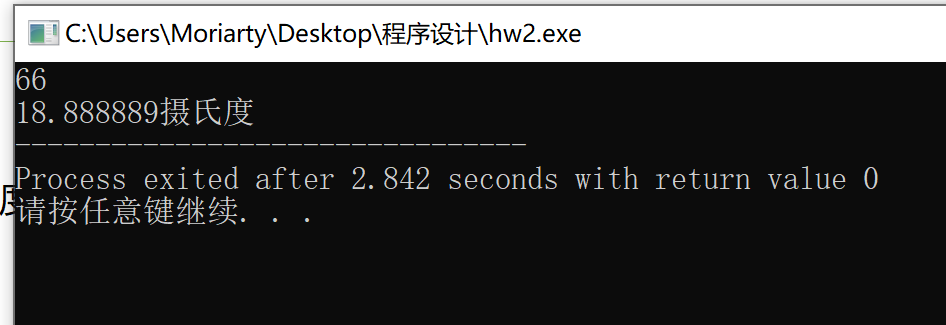 C:\Users\Moriarty\Desktop\程序设计\hw2.exe
66
18.888889摄氏度
--------------------------------
Process exited after 2.842 seconds with return value 0
请按任意键继续. . .